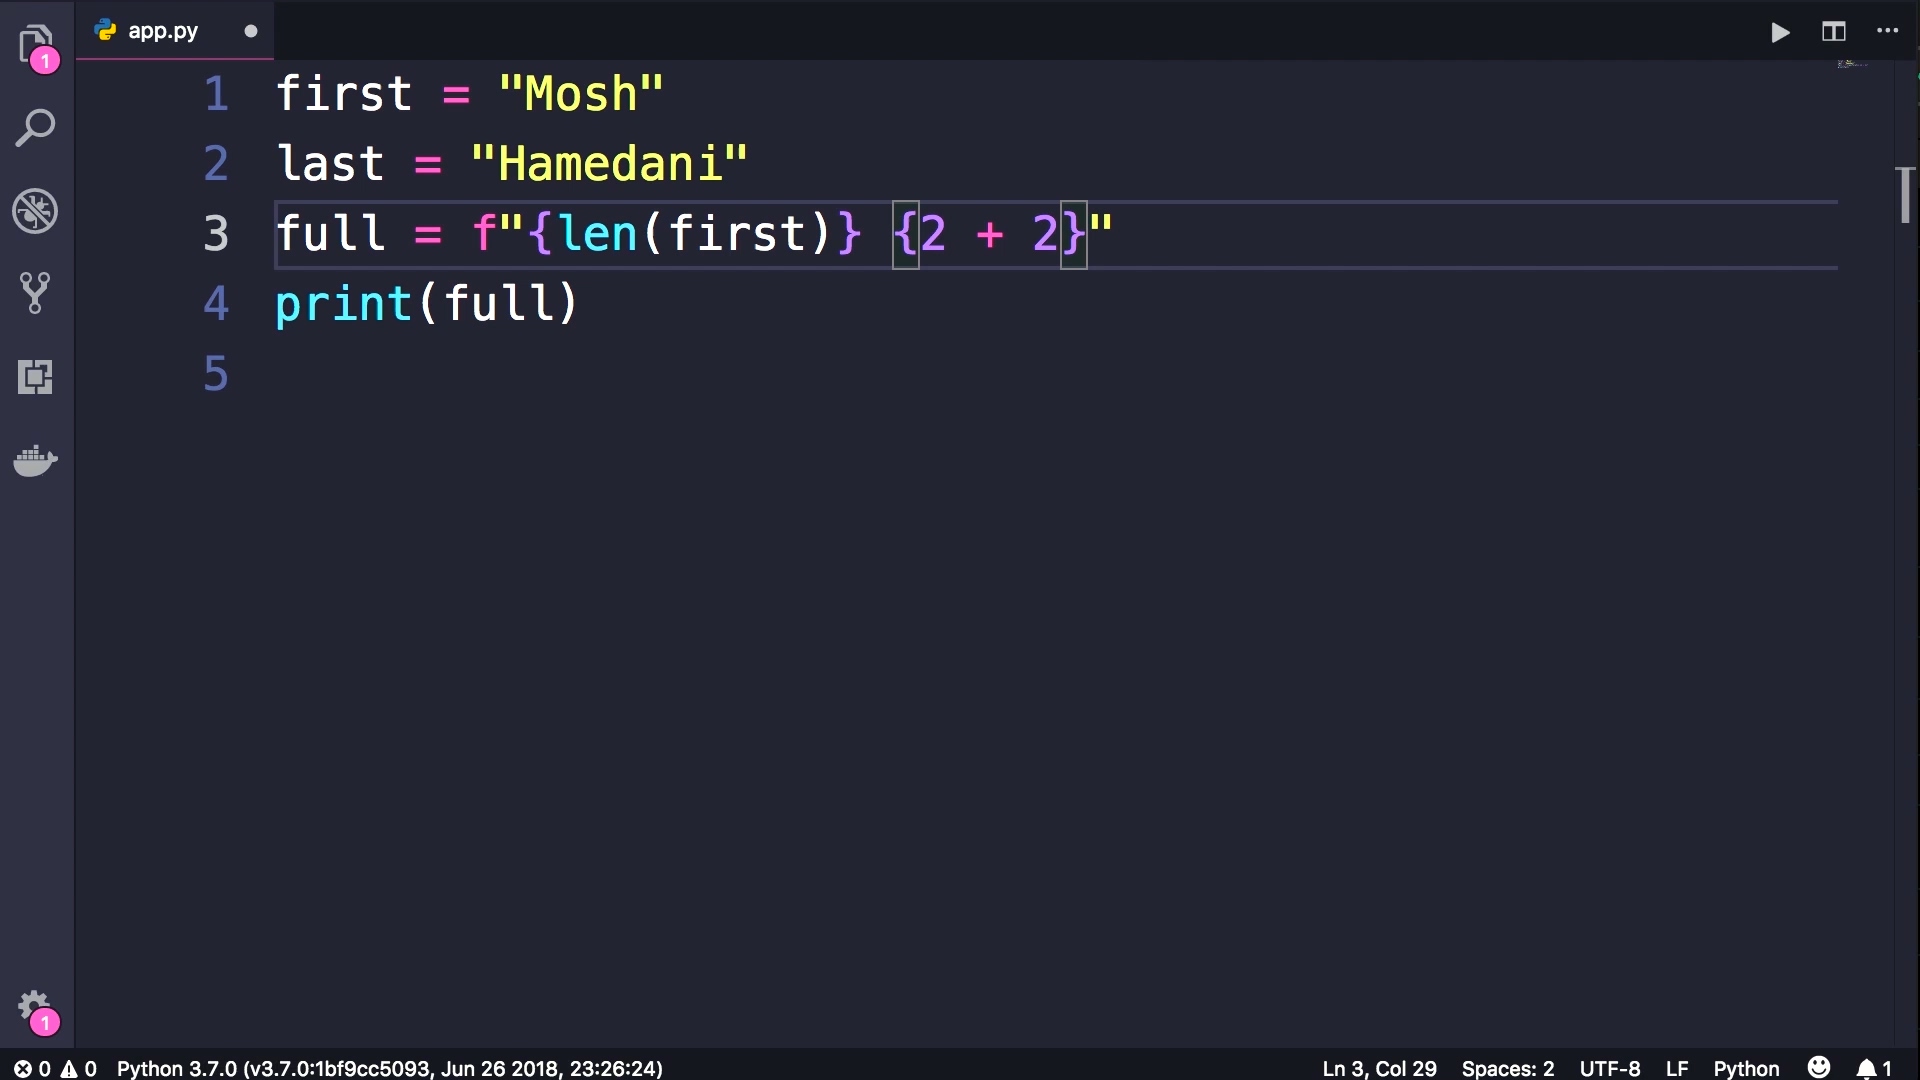 1
app.py
1 first = "Mosh"
2 last = "Hamedani"
3 full = f"{len(first)} {2 + 2}"
4 print(full)
5
1
0 0 Python 3.7.0 (v3.7.0:1bf9cc5093, Jun 26 2018, 23:26:24) Ln 3, Col 29 Spaces: 2 UTF-8 LF Python 1